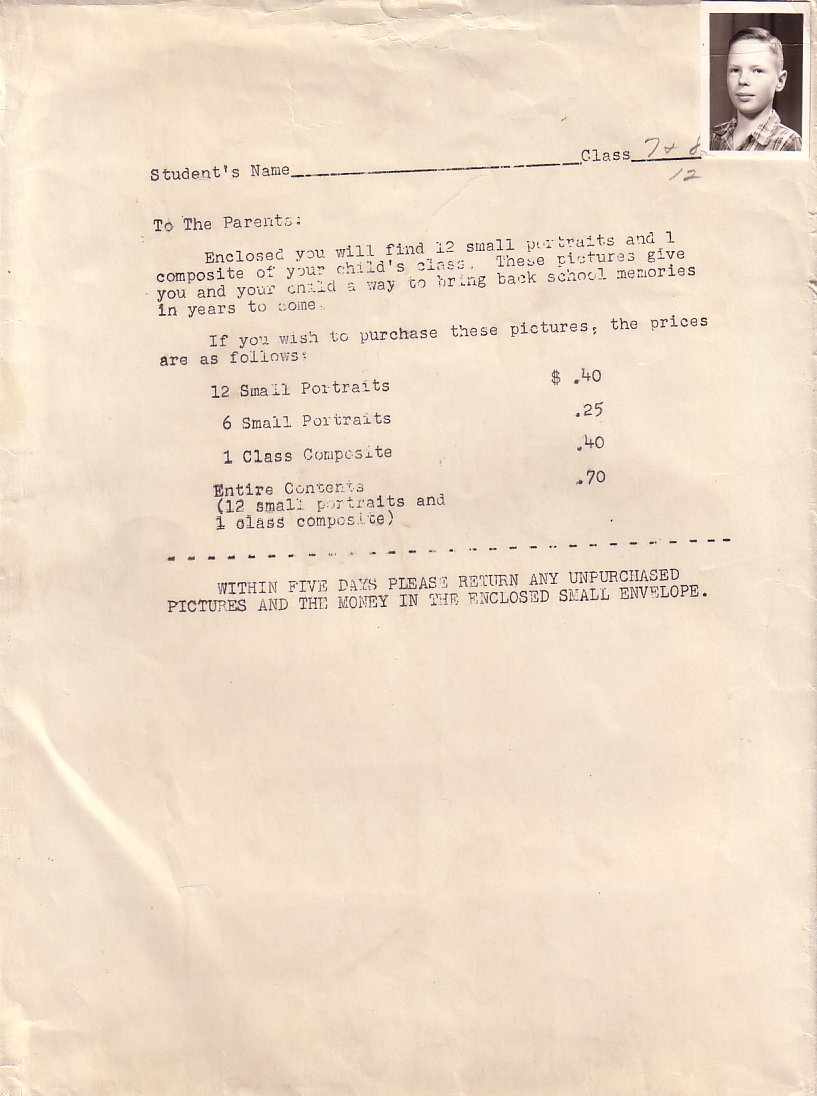 Student's Name____________________ Class 7 + 8
12
To The Parents:
Enclosed you will find 12 small portraits and 1
composite of your child's class. These pictures give
you and your child a way to bring back school memories
in years to come.
If you wish to purchase these pictures, the prices
are as follows:
12 Small Portraits $ .40
6 Small Portraits .25
1 Class Composite .40
Entire Contents .70
(12 small portraits and
1 class composite)
WITHIN FIVE DAYS PLEASE RETURN ANY UNPURCHASED
PICTURES AND THE MONEY IN THE ENCLOSED SMALL ENVELOPE.